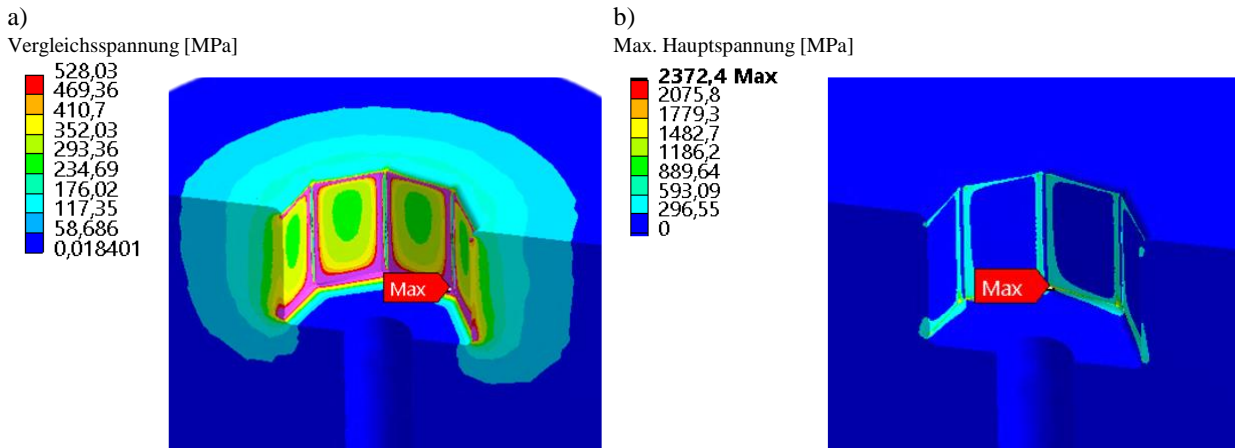 a)
Vergleichsspannung [MPa]
528,03
469,36
410,7
352,03
293,36
234,69
176,02
117,35
58,686
0,018401
Max
b)
Max. Hauptspannung [MPa]
2372,4 Max
2075,8
1779,3
1482,7
1186,2
889,64
593,09
296,55
0
Max